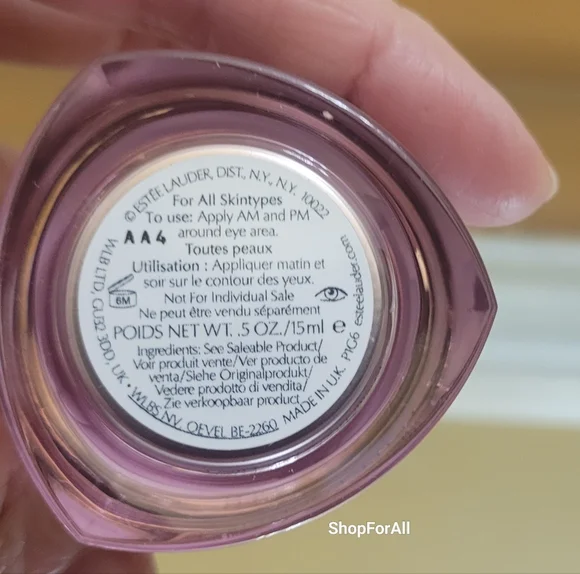 © ESTĒE LAUDER, DIST., N.Y., N.Y. 10022
For All Skintypes
To use: Apply AM and PM
around eye area.
AA4
Toutes peaux
Utilisation : Appliquer matin et
soir sur le contour des yeux.
6M
Not For Individual Sale
Ne peut être vendu séparément
POIDS NET WT. .5 OZ./15ml e
Ingredients: See Saleable Product/
Voir produit vente/Ver producto de
venta/Siehe Originalprodukt/
Vedere prodotto di vendita/
Zie verkoopbaar product
WLB LTD, GU32 3DD, UK • WLBS NV, OEVEL BE-2260 MADE IN U.K. P1G6 esteelauder.com
ShopForAll